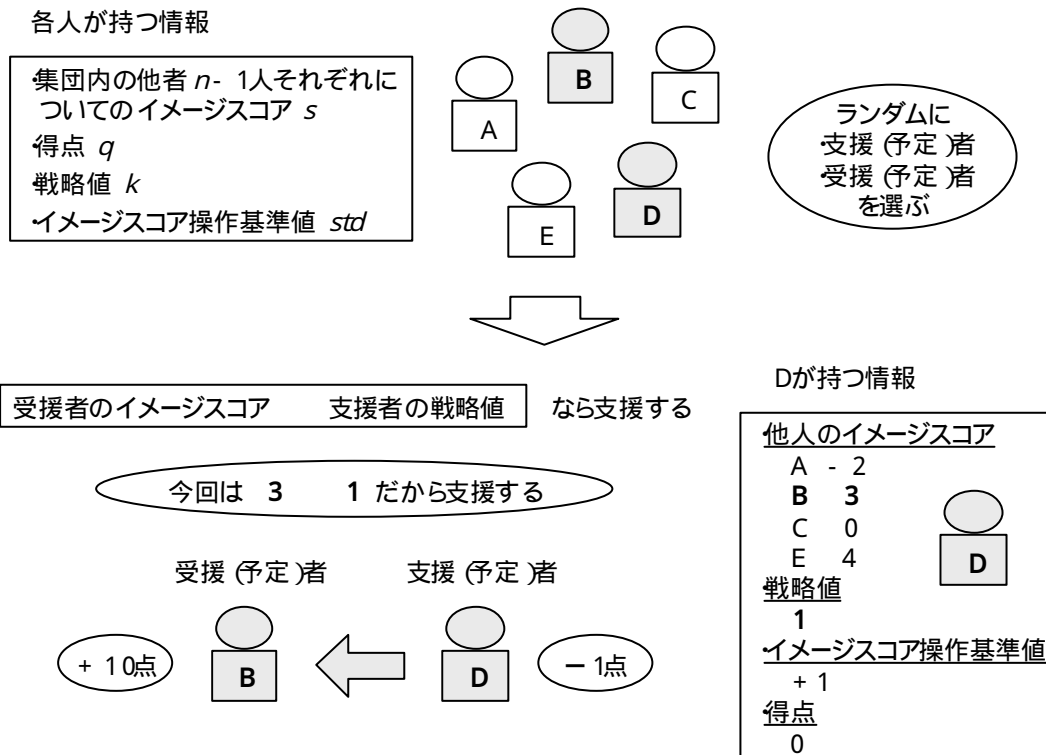 各人が持つ情報
・集団内の他者 n- 1人それぞれに
ついてのイメージスコア s
・得点 q
・戦略値 k
・イメージスコア操作基準値 std
A
B
C
D
E
ランダムに
・支援(予定)者
・受援(予定)者
を選ぶ
受援者のイメージスコア 支援者の戦略値 なら支援する
今回は 3 1 だから支援する
受援(予定)者 支援(予定)者
+ 10点
B
D
− 1点
Dが持つ情報
・他人のイメージスコア
A - 2
B 3
C 0
E 4
D
・戦略値
1
・イメージスコア操作基準値
+ 1
・得点
0